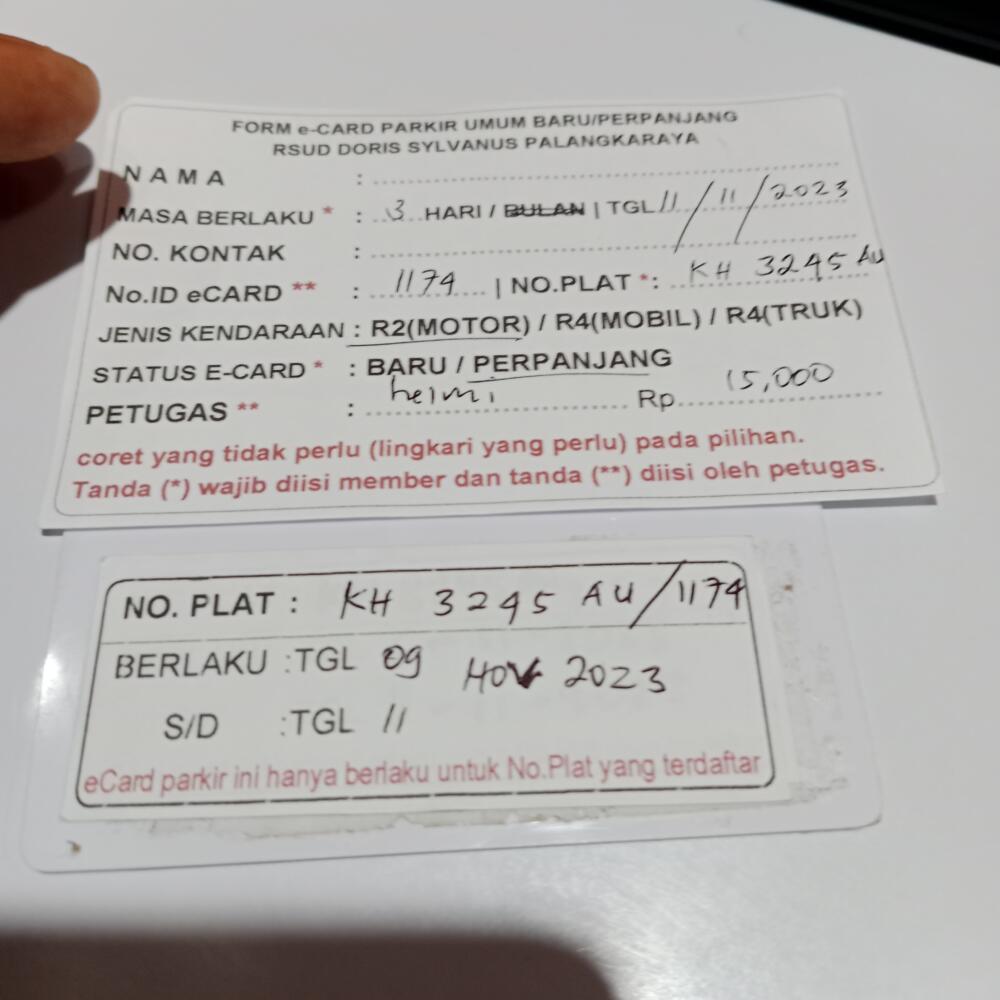 FORM e-CARD PARKIR UMUM BARU/PERPANJANG
RSUD DORIS SYLVANUS PALANGKARAYA
NAMA :
MASA BERLAKU * : 3 HARI / BULAN | TGL 11 / 11 / 2023
NO. KONTAK :
No.ID eCARD ** : 1174 | NO.PLAT *: KH 3245 AU
JENIS KENDARAAN : R2(MOTOR) / R4(MOBIL) / R4(TRUK)
STATUS E-CARD * : BARU / PERPANJANG
PETUGAS ** : helmi Rp 15,000
coret yang tidak perlu (lingkari yang perlu) pada pilihan.
Tanda (*) wajib diisi member dan tanda (**) diisi oleh petugas.
NO. PLAT : KH 3245 AU / 1174
BERLAKU : TGL 09 NOV 2023
S/D : TGL 11
eCard parkir ini hanya berlaku untuk No.Plat yang terdaftar